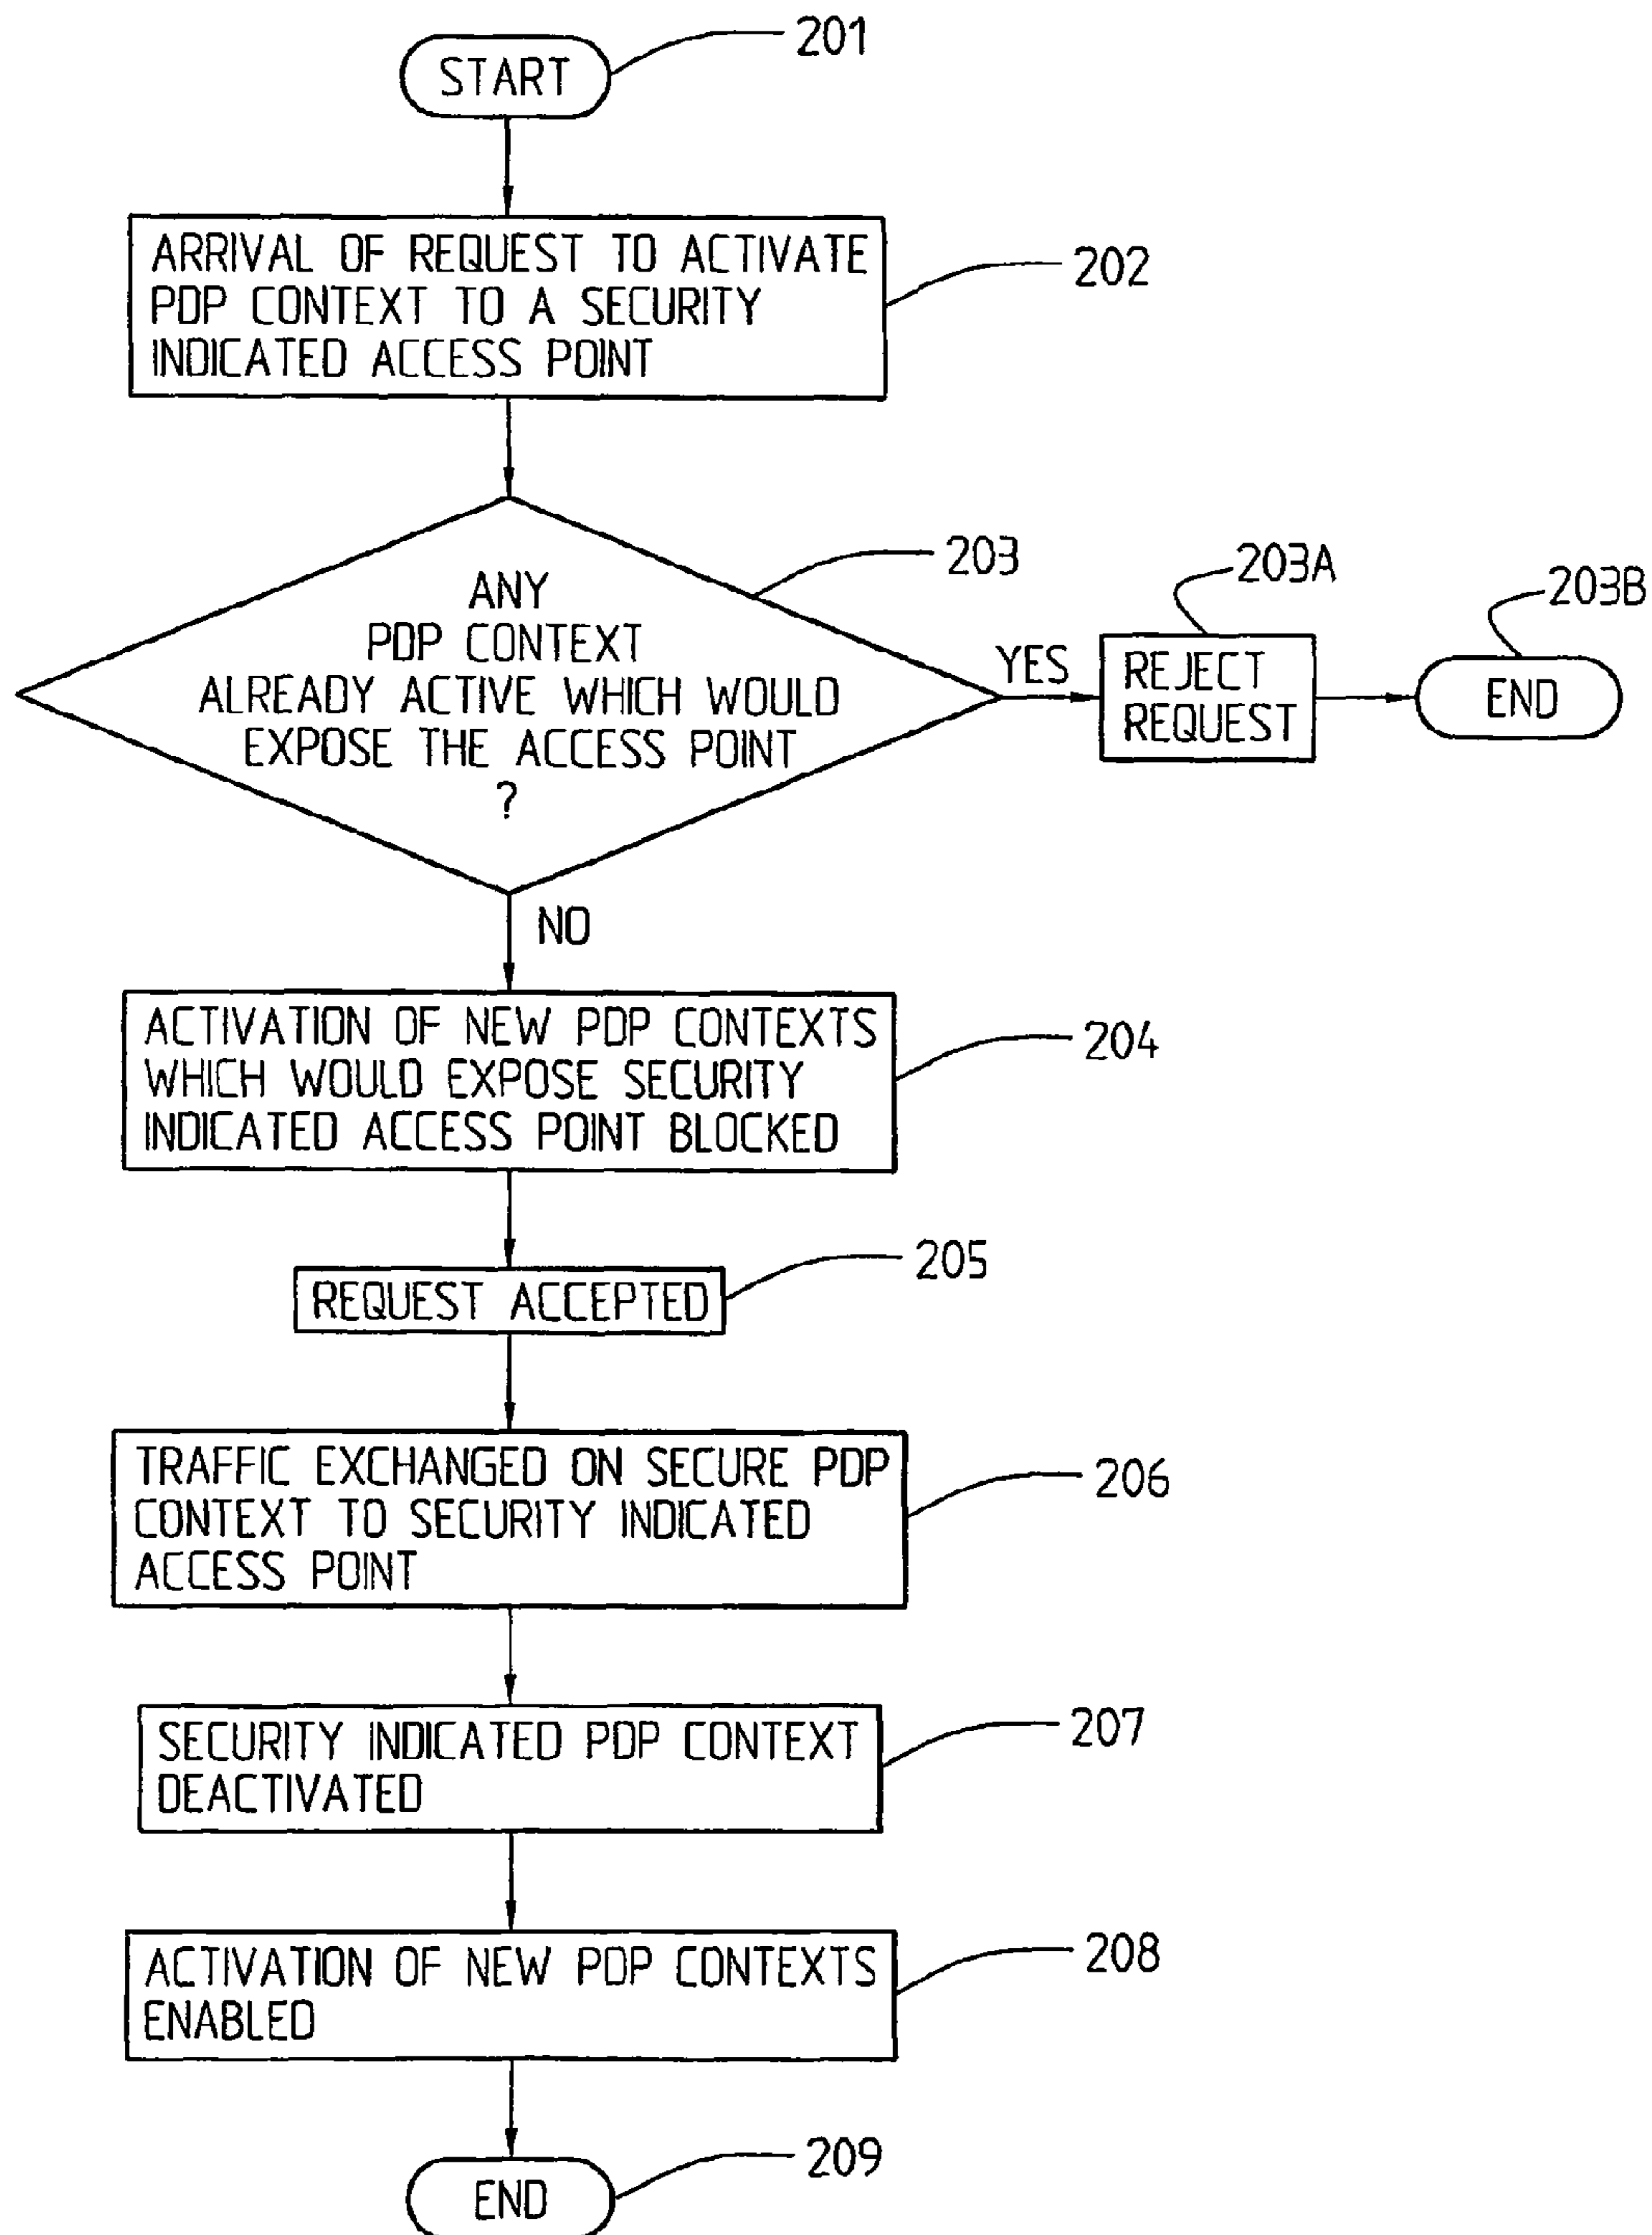 START
201
ARRIVAL OF REQUEST TO ACTIVATE
PDP CONTEXT TO A SECURITY
INDICATED ACCESS POINT
202
ANY
PDP CONTEXT
ALREADY ACTIVE WHICH WOULD
EXPOSE THE ACCESS POINT
?
203
YES
REJECT
REQUEST
203A
END
203B
NO
ACTIVATION OF NEW PDP CONTEXTS
WHICH WOULD EXPOSE SECURITY
INDICATED ACCESS POINT BLOCKED
204
REQUEST ACCEPTED
205
TRAFFIC EXCHANGED ON SECURE PDP
CONTEXT TO SECURITY INDICATED
ACCESS POINT
206
SECURITY INDICATED PDP CONTEXT
DEACTIVATED
207
ACTIVATION OF NEW PDP CONTEXTS
ENABLED
208
END
209